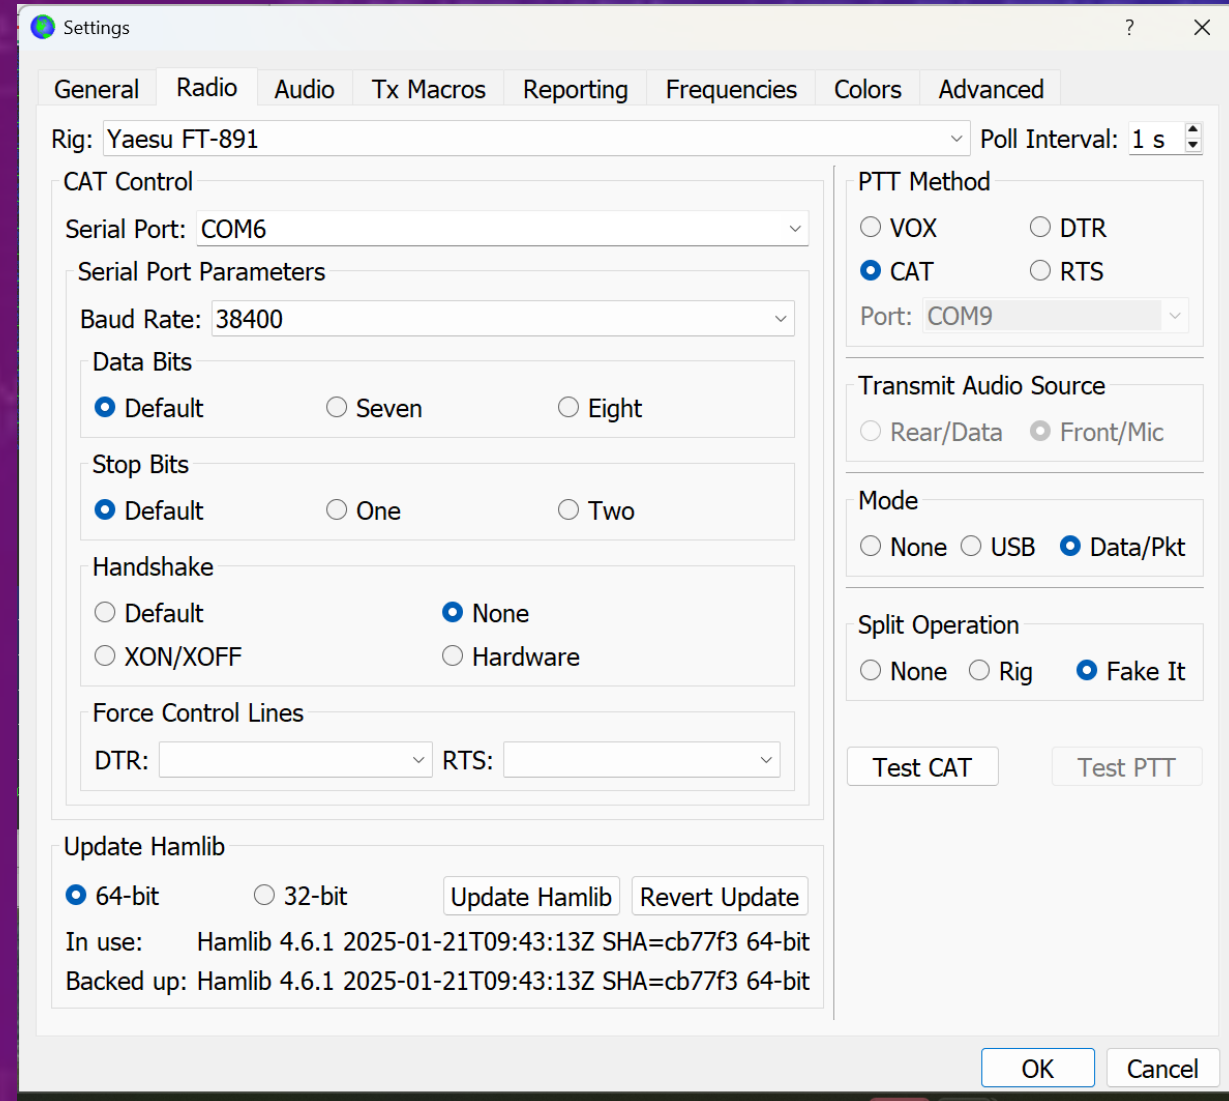 Settings
?
General Radio Audio Tx Macros Reporting Frequencies Colors Advanced
Rig: Yaesu FT-891 Poll Interval: 1 s
CAT Control
Serial Port: COM6
Serial Port Parameters
Baud Rate: 38400
Data Bits
Default Seven Eight
Stop Bits
Default One Two
Handshake
Default None
XON/XOFF Hardware
Force Control Lines
DTR: RTS:
Update Hamlib
64-bit 32-bit Update Hamlib Revert Update
In use: Hamlib 4.6.1 2025-01-21T09:43:13Z SHA=cb77f3 64-bit
Backed up: Hamlib 4.6.1 2025-01-21T09:43:13Z SHA=cb77f3 64-bit
PTT Method
VOX DTR
CAT RTS
Port: COM9
Transmit Audio Source
Rear/Data Front/Mic
Mode
None USB Data/Pkt
Split Operation
None Rig Fake It
Test CAT Test PTT
OK Cancel